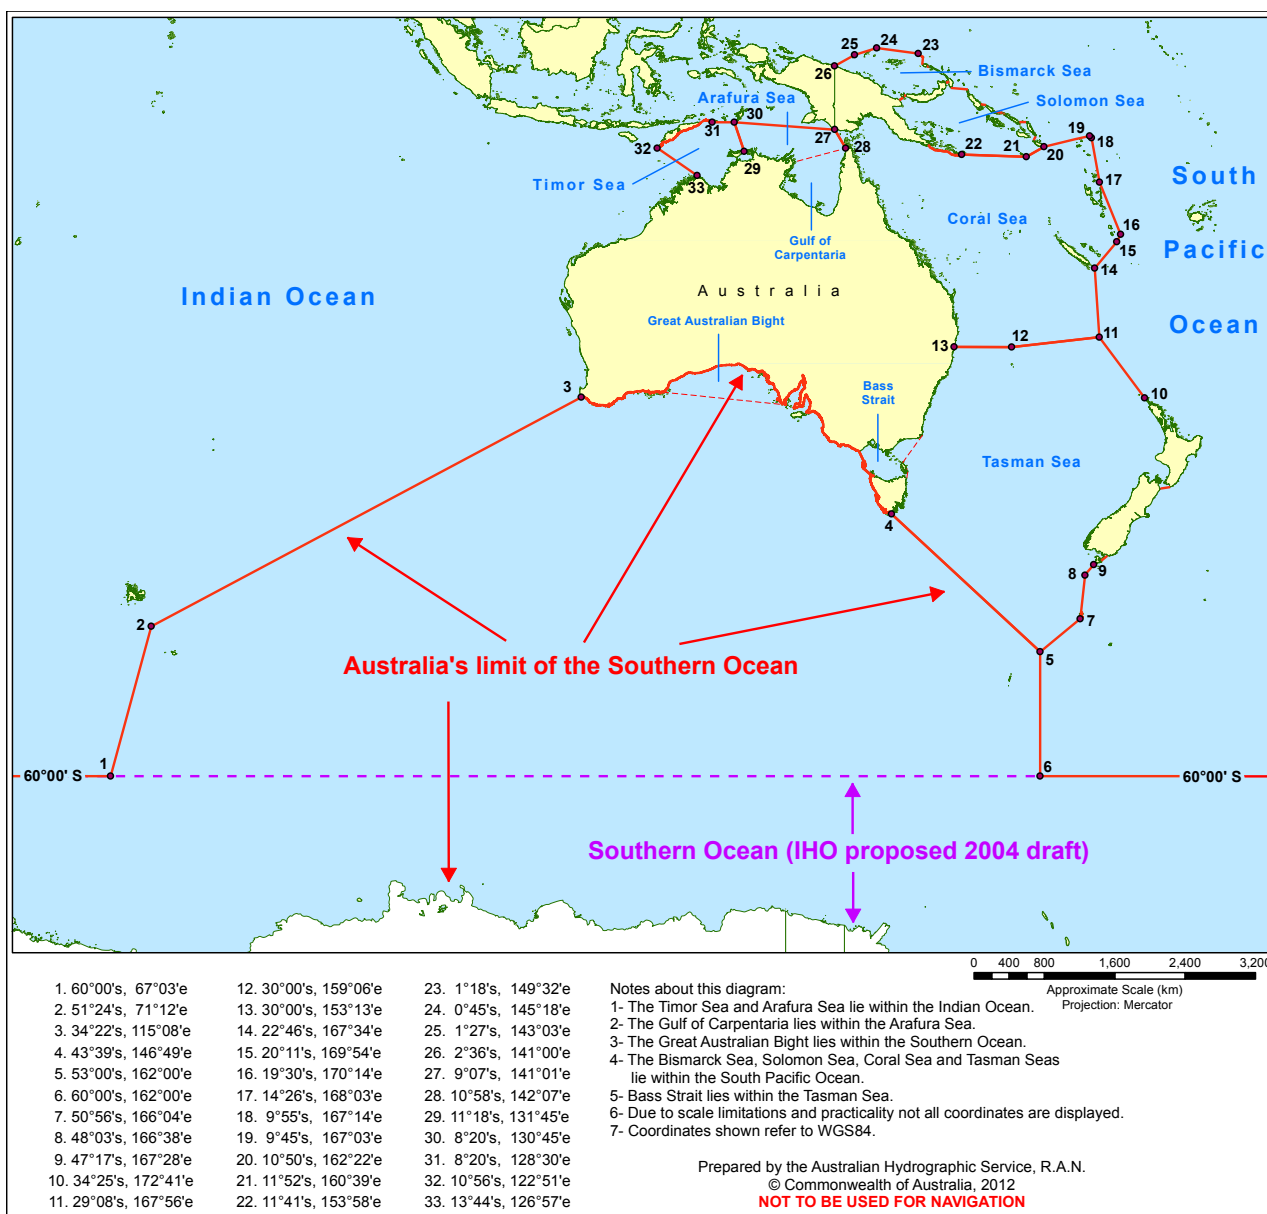 24
25
23
26
Bismarck Sea
Arafura Sea
Solomon Sea
31
30
27
28
19
18
32
29
22
21
20
33
Timor Sea
17
South
Coral Sea
16
15
Gulf of
Carpentaria
Pacific
14
Indian Ocean
Australia
Great Australian Bight
Ocean
13
12
11
3
Bass
Strait
10
Tasman Sea
4
8
9
2
7
5
Australia's limit of the Southern Ocean
60°00' S
1
6
60°00' S
Southern Ocean (IHO proposed 2004 draft)
0 400 800 1,600 2,400 3,200
Approximate Scale (km)
Projection: Mercator
1. 60°00's, 67°03'e
2. 51°24's, 71°12'e
3. 34°22's, 115°08'e
4. 43°39's, 146°49'e
5. 53°00's, 162°00'e
6. 60°00's, 162°00'e
7. 50°56's, 166°04'e
8. 48°03's, 166°38'e
9. 47°17's, 167°28'e
10. 34°25's, 172°41'e
11. 29°08's, 167°56'e
12. 30°00's, 159°06'e
13. 30°00's, 153°13'e
14. 22°46's, 167°34'e
15. 20°11's, 169°54'e
16. 19°30's, 170°14'e
17. 14°26's, 168°03'e
18. 9°55's, 167°14'e
19. 9°45's, 167°03'e
20. 10°50's, 162°22'e
21. 11°52's, 160°39'e
22. 11°41's, 153°58'e
23. 1°18's, 149°32'e
24. 0°45's, 145°18'e
25. 1°27's, 143°03'e
26. 2°36's, 141°00'e
27. 9°07's, 141°01'e
28. 10°58's, 142°07'e
29. 11°18's, 131°45'e
30. 8°20's, 130°45'e
31. 8°20's, 128°30'e
32. 10°56's, 122°51'e
33. 13°44's, 126°57'e
Notes about this diagram:
1- The Timor Sea and Arafura Sea lie within the Indian Ocean.
2- The Gulf of Carpentaria lies within the Arafura Sea.
3- The Great Australian Bight lies within the Southern Ocean.
4- The Bismarck Sea, Solomon Sea, Coral Sea and Tasman Seas
lie within the South Pacific Ocean.
5- Bass Strait lies within the Tasman Sea.
6- Due to scale limitations and practicality not all coordinates are displayed.
7- Coordinates shown refer to WGS84.
Prepared by the Australian Hydrographic Service, R.A.N.
© Commonwealth of Australia, 2012
NOT TO BE USED FOR NAVIGATION